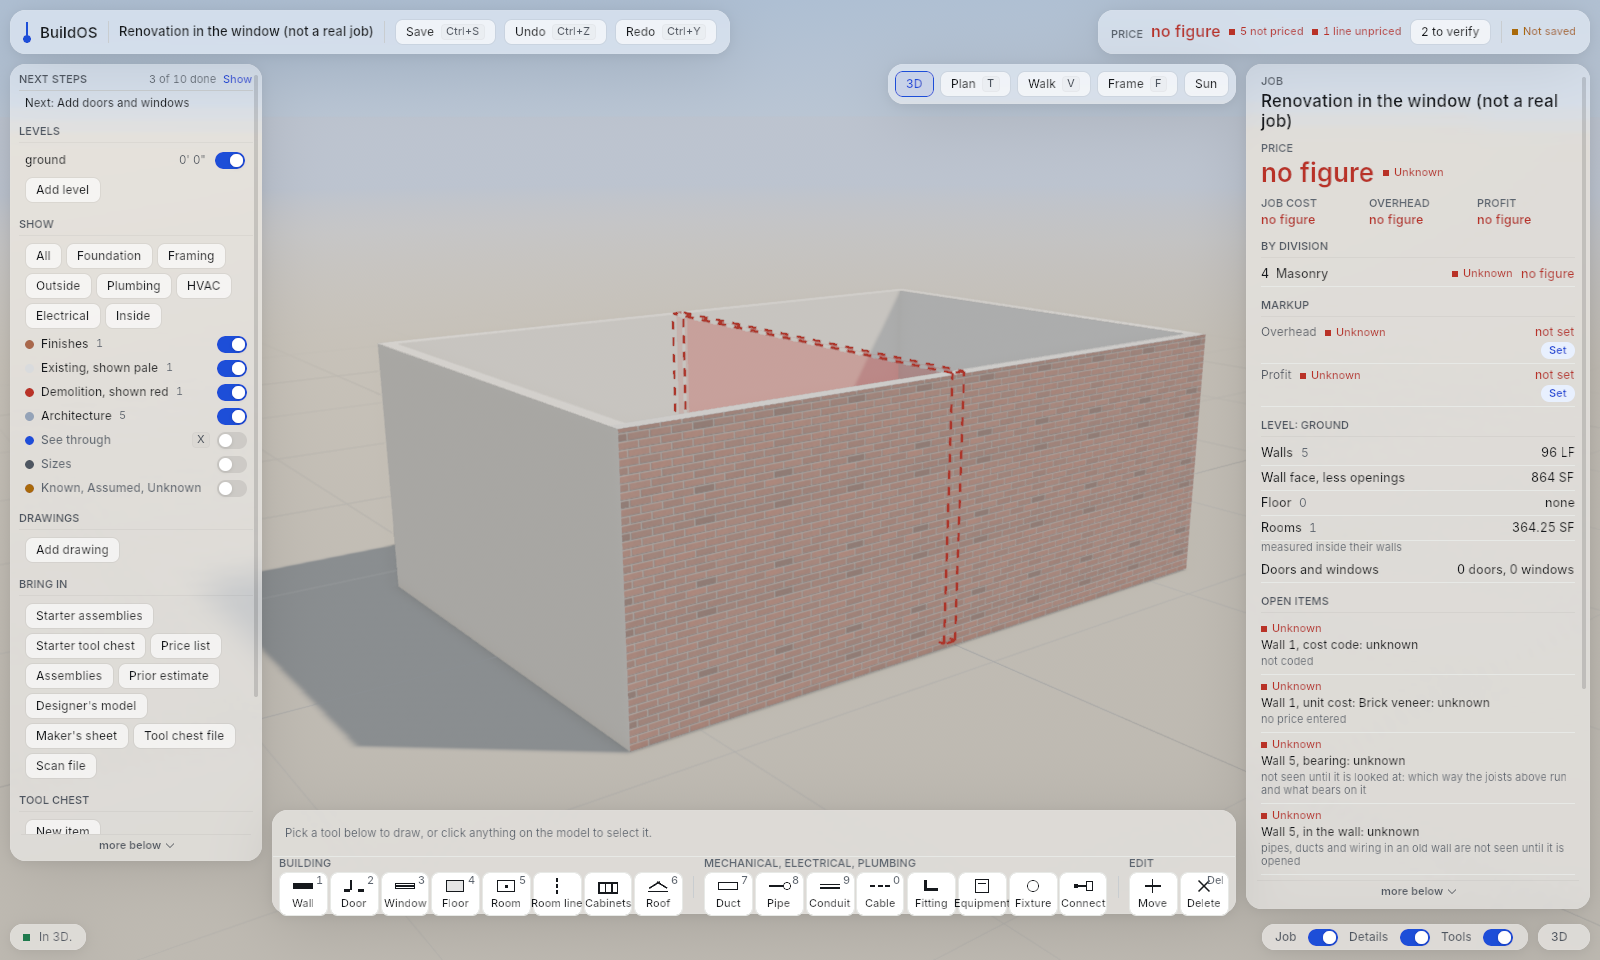 BuildOS
Renovation in the window (not a real job)
Save Ctrl+S
Undo Ctrl+Z
Redo Ctrl+Y
PRICE no figure 5 not priced 1 line unpriced 2 to verify Not saved
NEXT STEPS 3 of 10 done Show
Next: Add doors and windows
LEVELS
ground 0' 0"
Add level
SHOW
All Foundation Framing
Outside Plumbing HVAC
Electrical Inside
Finishes 1
Existing, shown pale 1
Demolition, shown red 1
Architecture 5
See through X
Sizes
Known, Assumed, Unknown
DRAWINGS
Add drawing
BRING IN
Starter assemblies
Starter tool chest Price list
Assemblies Prior estimate
Designer's model
Maker's sheet Tool chest file
Scan file
TOOL CHEST
New item
more below
3D Plan T Walk V Frame F Sun
Pick a tool below to draw, or click anything on the model to select it.
BUILDING
Wall 1
Door 2
Window 3
Floor 4
Room 5
Room line
Cabinets
Roof 6
MECHANICAL, ELECTRICAL, PLUMBING
Duct 7
Pipe 8
Conduit 9
Cable 0
Fitting
Equipment
Fixture
Connect
EDIT
Move
Delete Del
JOB
Renovation in the window (not a real
job)
PRICE
no figure Unknown
JOB COST OVERHEAD PROFIT
no figure no figure no figure
BY DIVISION
4 Masonry Unknown no figure
MARKUP
Overhead Unknown not set
Set
Profit Unknown not set
Set
LEVEL: GROUND
Walls 5 96 LF
Wall face, less openings 864 SF
Floor 0 none
Rooms 1 364.25 SF
measured inside their walls
Doors and windows 0 doors, 0 windows
OPEN ITEMS
Unknown
Wall 1, cost code: unknown
not coded
Unknown
Wall 1, unit cost: Brick veneer: unknown
no price entered
Unknown
Wall 5, bearing: unknown
not seen until it is looked at: which way the joists above run
and what bears on it
Unknown
Wall 5, in the wall: unknown
pipes, ducts and wiring in an old wall are not seen until it is
opened
more below
In 3D.
Job Details Tools 3D